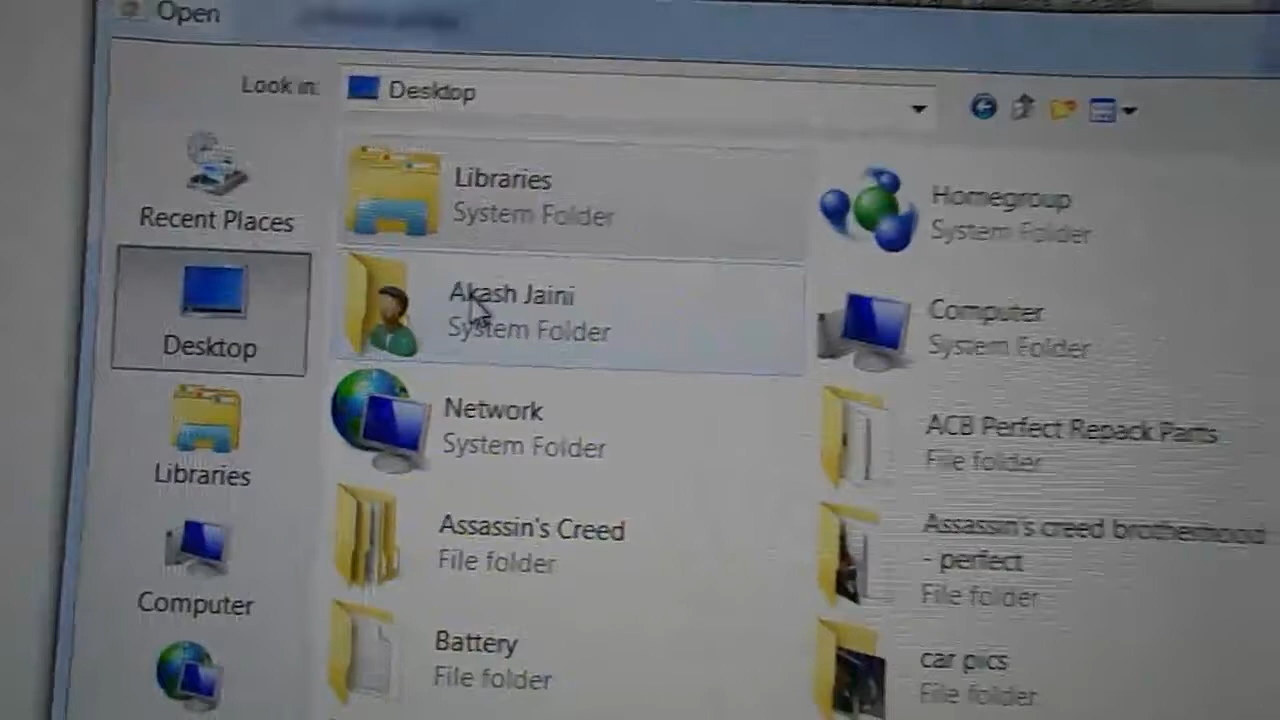 Open
Look in:
Desktop
Recent Places
Desktop
Libraries
Computer
Libraries
System Folder
Homegroup
System Folder
Akash Jaini
System Folder
Computer
System Folder
Network
System Folder
ACB Perfect Repack Parts
File folder
Assassin's Creed
File folder
Assassin's creed brotherhood
- perfect
File folder
Battery
File folder
car pics
File folder